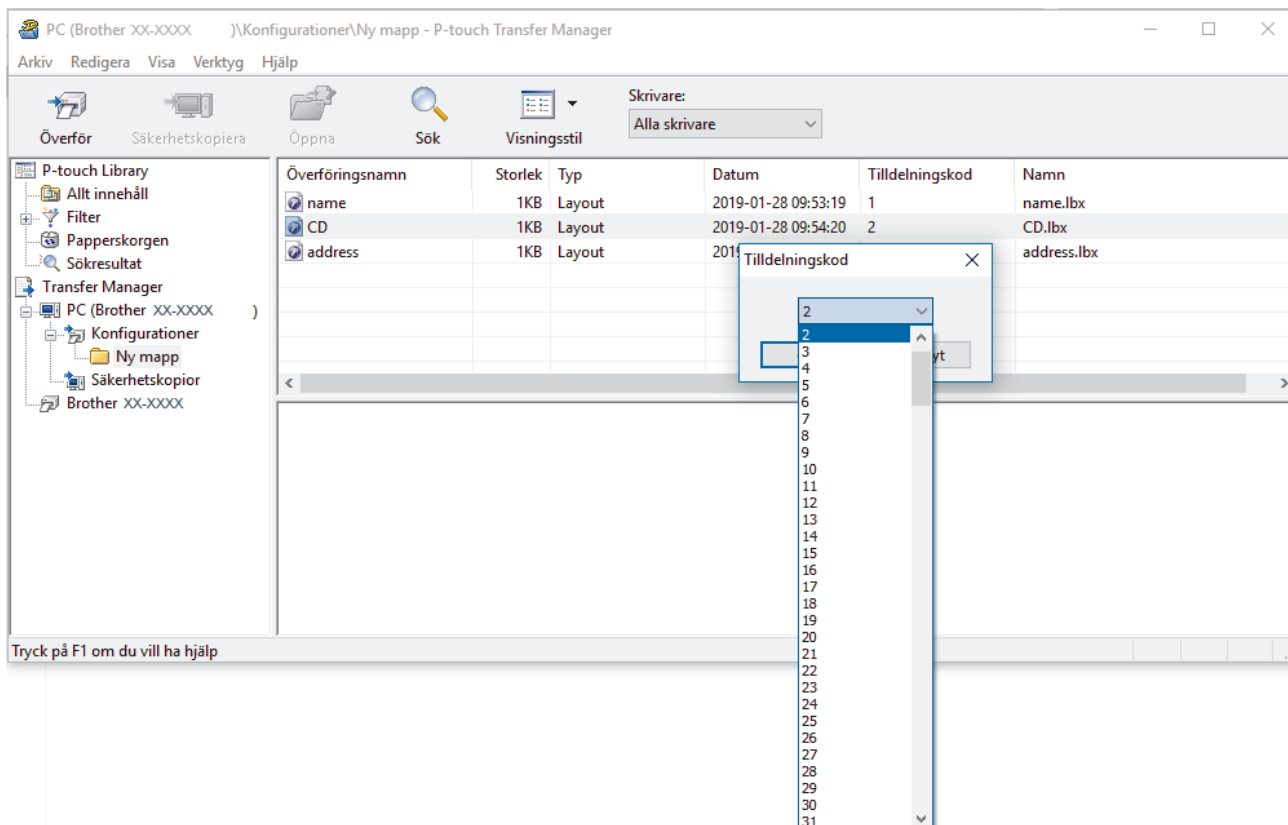 PC (Brother XX-XXXX )\Konfigurationer\Ny mapp - P-touch Transfer Manager
Arkiv Redigera Visa Verktyg Hjälp
Skrivare:
Alla skrivare
Överför Säkerhetskopiera Öppna Sök Visningsstil
P-touch Library
Allt innehåll
Filter
Papperskorgen
Sökresultat
Transfer Manager
PC (Brother XX-XXXX )
Konfigurationer
Ny mapp
Säkerhetskopior
Brother XX-XXXX
Överföringsnamn Storlek Typ Datum Tilldelningskod Namn
name 1KB Layout 2019-01-28 09:53:19 1 name.lbx
CD 1KB Layout 2019-01-28 09:54:20 2 CD.lbx
address 1KB Layout 201 address.lbx
Tilldelningskod
2
2
3
4
5
6
7
8
9
10
11
12
13
14
15
16
17
18
19
20
21
22
23
24
25
26
27
28
29
30
31
Tryck på F1 om du vill ha hjälp